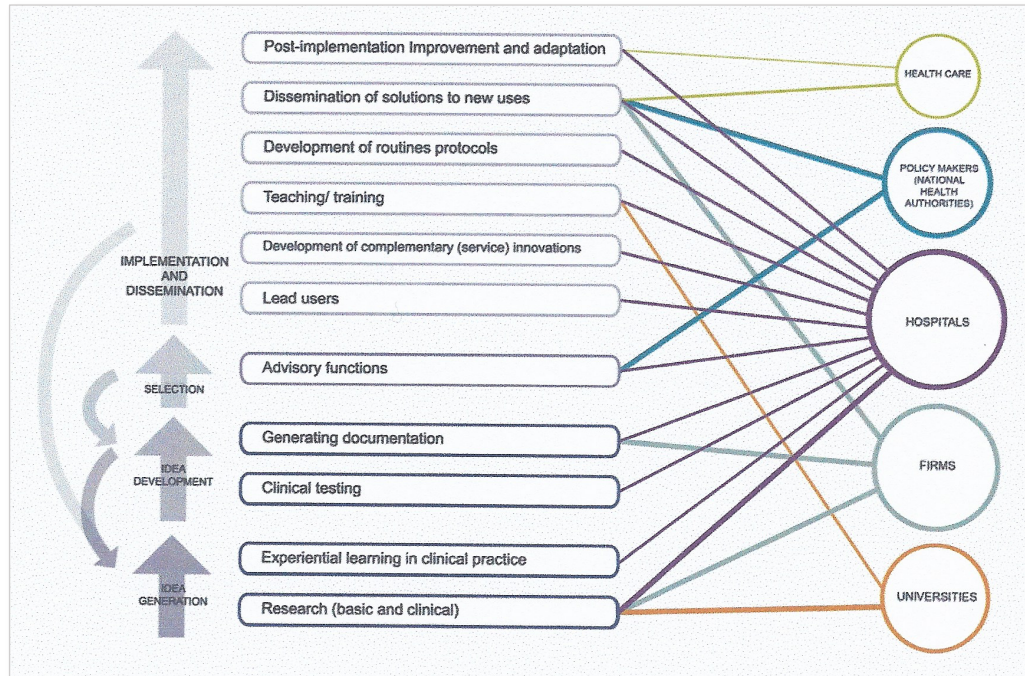 Post-implementation Improvement and adaptation
Dissemination of solutions to new uses
Development of routines protocols
Teaching/ training
Development of complementary (service) innovations
Lead users
Advisory functions
Generating documentation
Clinical testing
Experiential learning in clinical practice
Research (basic and clinical)
IMPLEMENTATION
AND
DISSEMINATION
SELECTION
IDEA
DEVELOPMENT
IDEA
GENERATION
HEALTH CARE
POLICY MAKERS
(NATIONAL
HEALTH
AUTHORITIES)
HOSPITALS
FIRMS
UNIVERSITIES